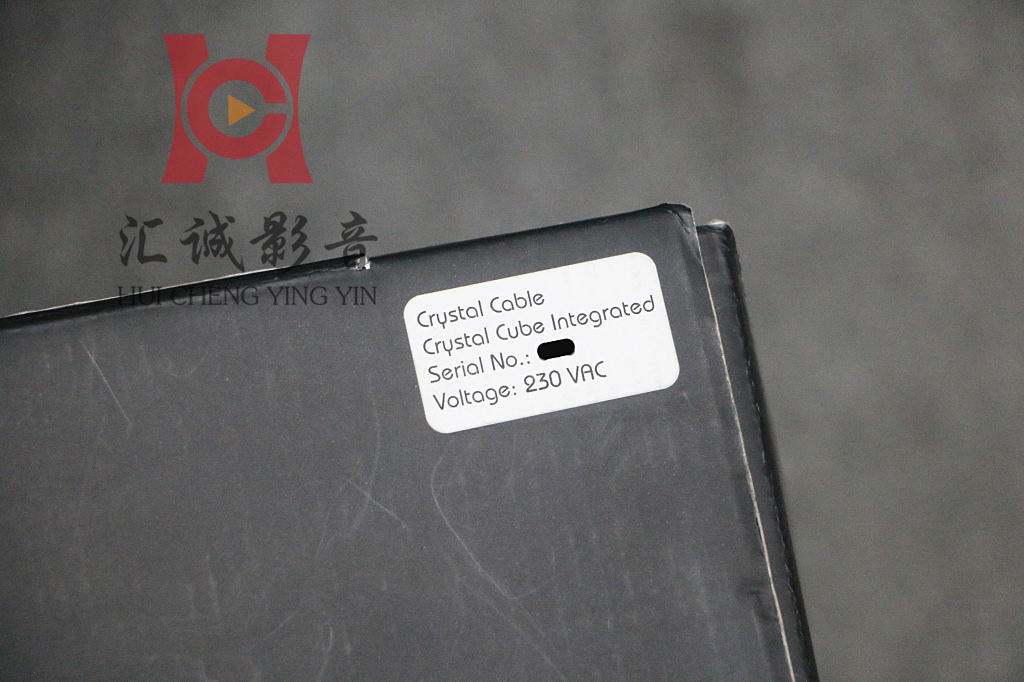 汇诚影音
HUI CHENG YING YIN
Crystal Cable
Crystal Cube Integrated
Serial No.:
Voltage: 230 VAC